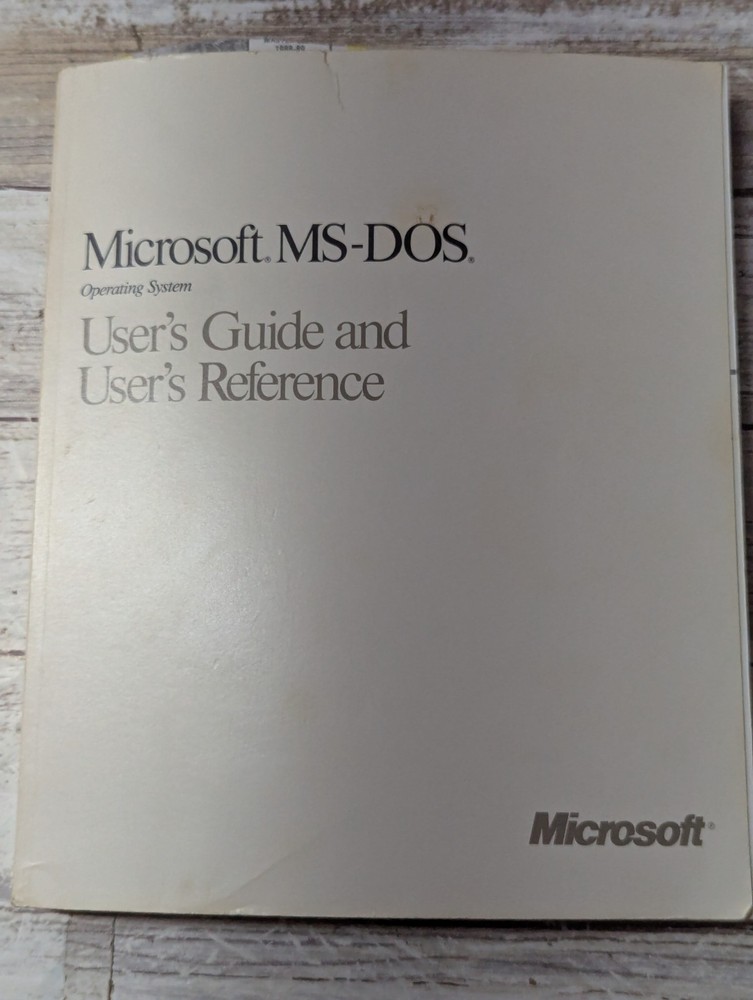 Microsoft® MS-DOS®
Operating System
User's Guide and
User's Reference
Microsoft®